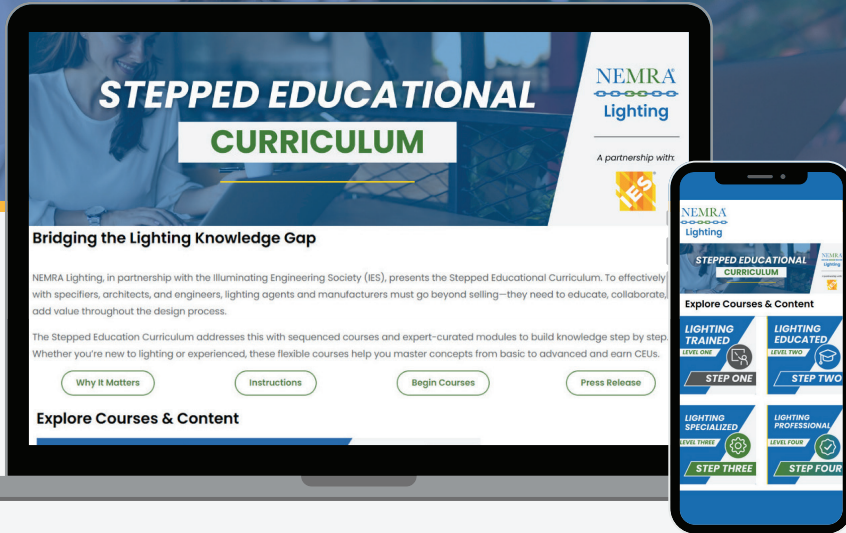 STEPPED EDUCATIONAL
CURRICULUM
NEMRA
Lighting
A partnership with:
IES
Bridging the Lighting Knowledge Gap
NEMRA Lighting, in partnership with the Illuminating Engineering Society (IES), presents the Stepped Educational Curriculum. To effectively
with specifiers, architects, and engineers, lighting agents and manufacturers must go beyond selling—they need to educate, collaborate,
add value throughout the design process.
The Stepped Education Curriculum addresses this with sequenced courses and expert-curated modules to build knowledge step by step.
Whether you're new to lighting or experienced, these flexible courses help you master concepts from basic to advanced and earn CEUs.
Why It Matters
Instructions
Begin Courses
Press Release
Explore Courses & Content
NEMRA
Lighting
STEPPED EDUCATIONAL
CURRICULUM
NEMRA
Lighting
Explore Courses & Content
LIGHTING
TRAINED
LEVEL ONE
STEP ONE
LIGHTING
EDUCATED
LEVEL TWO
STEP TWO
LIGHTING
SPECIALIZED
LEVEL THREE
STEP THREE
LIGHTING
PROFESSIONAL
LEVEL FOUR
STEP FOUR